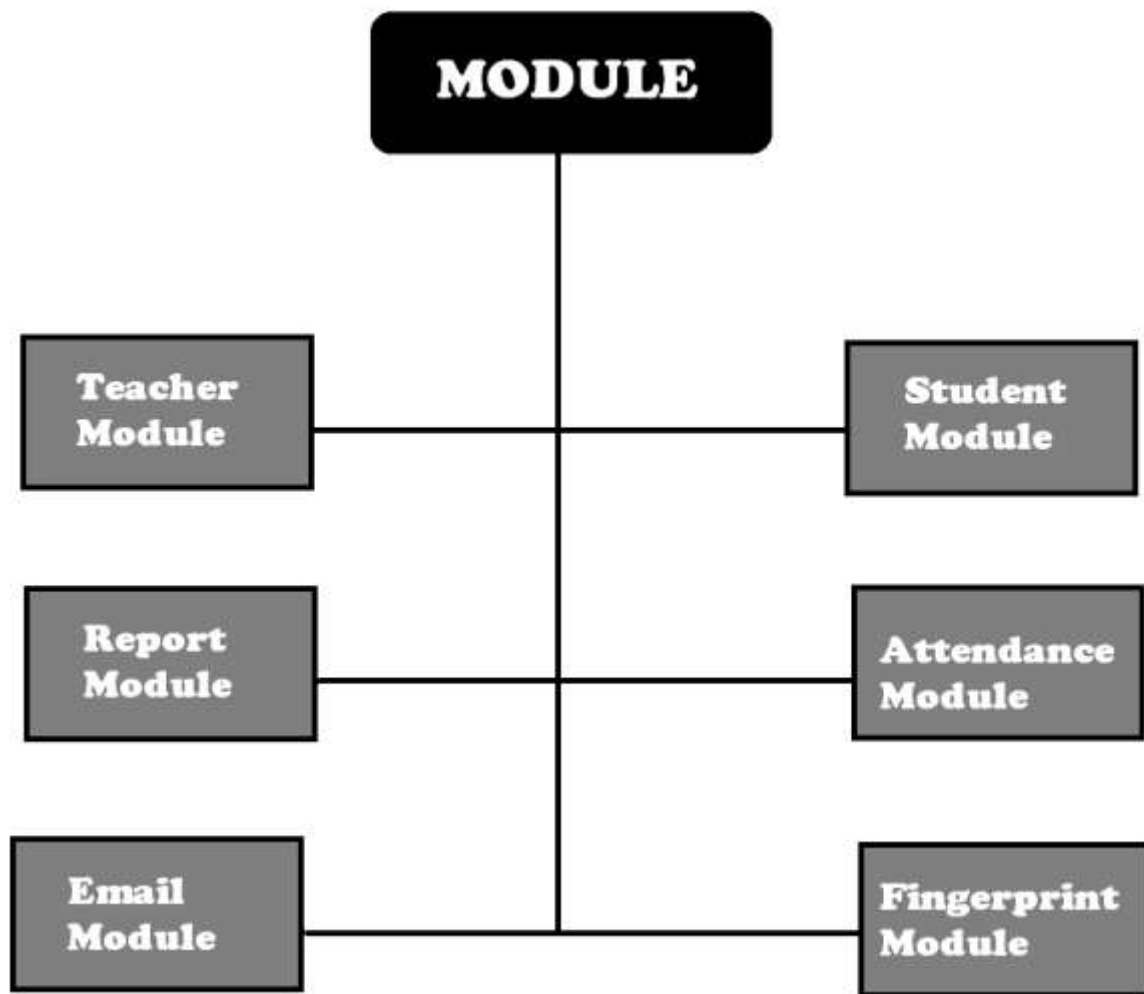 MODULE
Teacher
Module
Student
Module
Report
Module
Attendance
Module
Email
Module
Fingerprint
Module